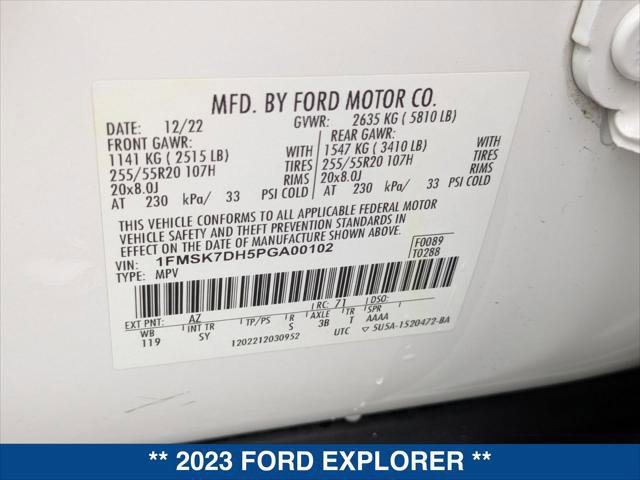 MFD. BY FORD MOTOR CO.
DATE: 12/22 GVWR: 2635 KG ( 5810 LB)
FRONT GAWR: REAR GAWR:
1141 KG ( 2515 LB) WITH 1547 KG ( 3410 LB) WITH
255/55R20 107H TIRES 255/55R20 107H TIRES
20x8.0J RIMS 20x8.0J RIMS
AT 230 kPa/ 33 PSI COLD AT 230 kPa/ 33 PSI COLD
THIS VEHICLE CONFORMS TO ALL APPLICABLE FEDERAL MOTOR
VEHICLE SAFETY AND THEFT PREVENTION STANDARDS IN
EFFECT ON THE DATE OF MANUFACTURE SHOWN ABOVE.
VIN: 1FMSK7DH5PGA00102 F0089
TYPE: MPV T0288
EXT PNT: AZ RC: 71 DSO:
WB INT TR TP/PS R AXLE TR SPR
119 SY S 3B T AAAA
1202212030952 UTC ▽ 5U5A-1520472-BA
** 2023 FORD EXPLORER **